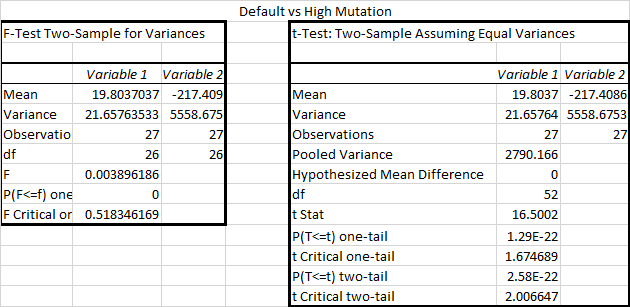 Default vs High Mutation
F-Test Two-Sample for Variances
Variable 1 Variable 2
Mean 19.8037037 -217.409
Variance 21.65763533 5558.675
Observatio 27 27
df 26 26
F 0.003896186
P(F<=f) one 0
F Critical or 0.518346169
t-Test: Two-Sample Assuming Equal Variances
Variable 1 Variable 2
Mean 19.8037 -217.4086
Variance 21.65764 5558.6753
Observations 27 27
Pooled Variance 2790.166
Hypothesized Mean Difference 0
df 52
t Stat 16.5002
P(T<=t) one-tail 1.29E-22
t Critical one-tail 1.674689
P(T<=t) two-tail 2.58E-22
t Critical two-tail 2.006647